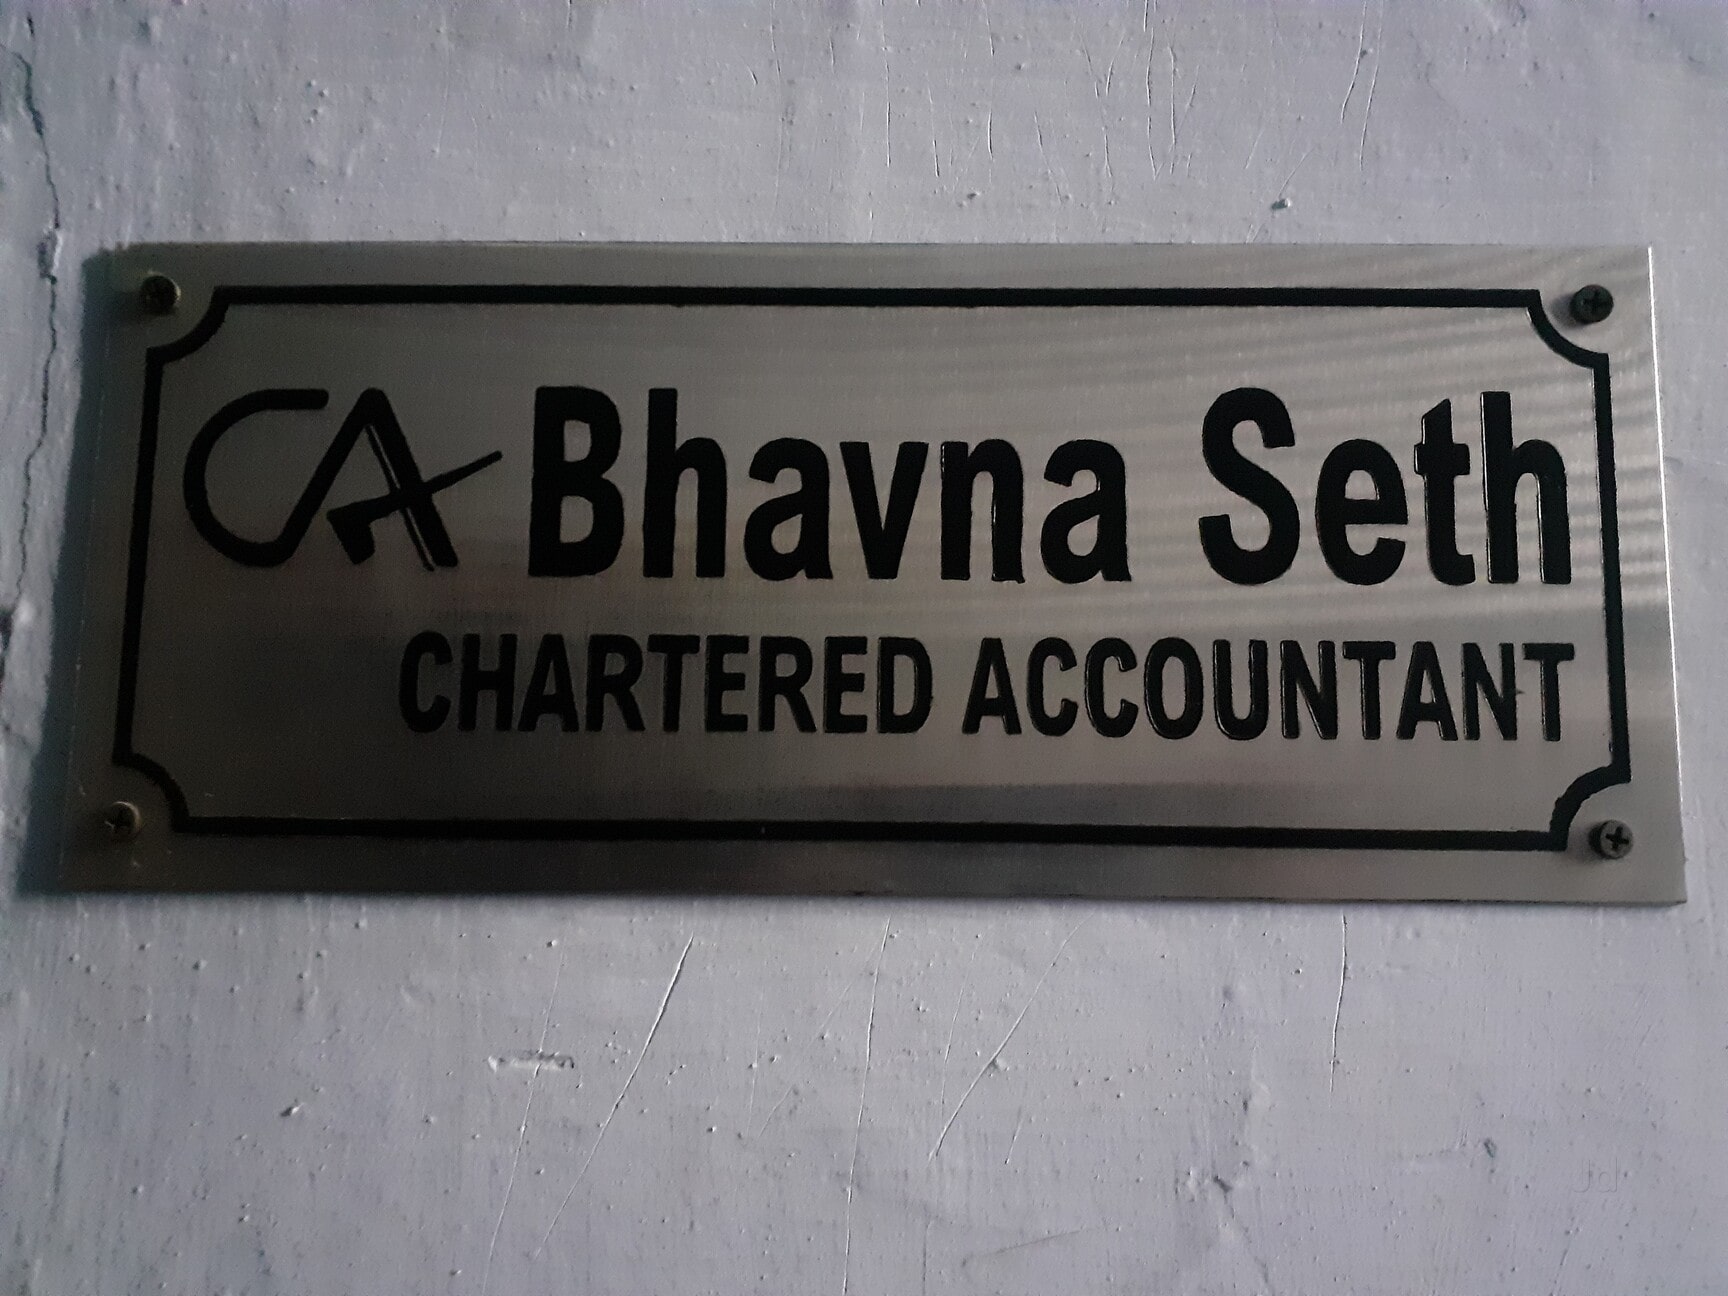 CA Bhavna Seth
CHARTERED ACCOUNTANT